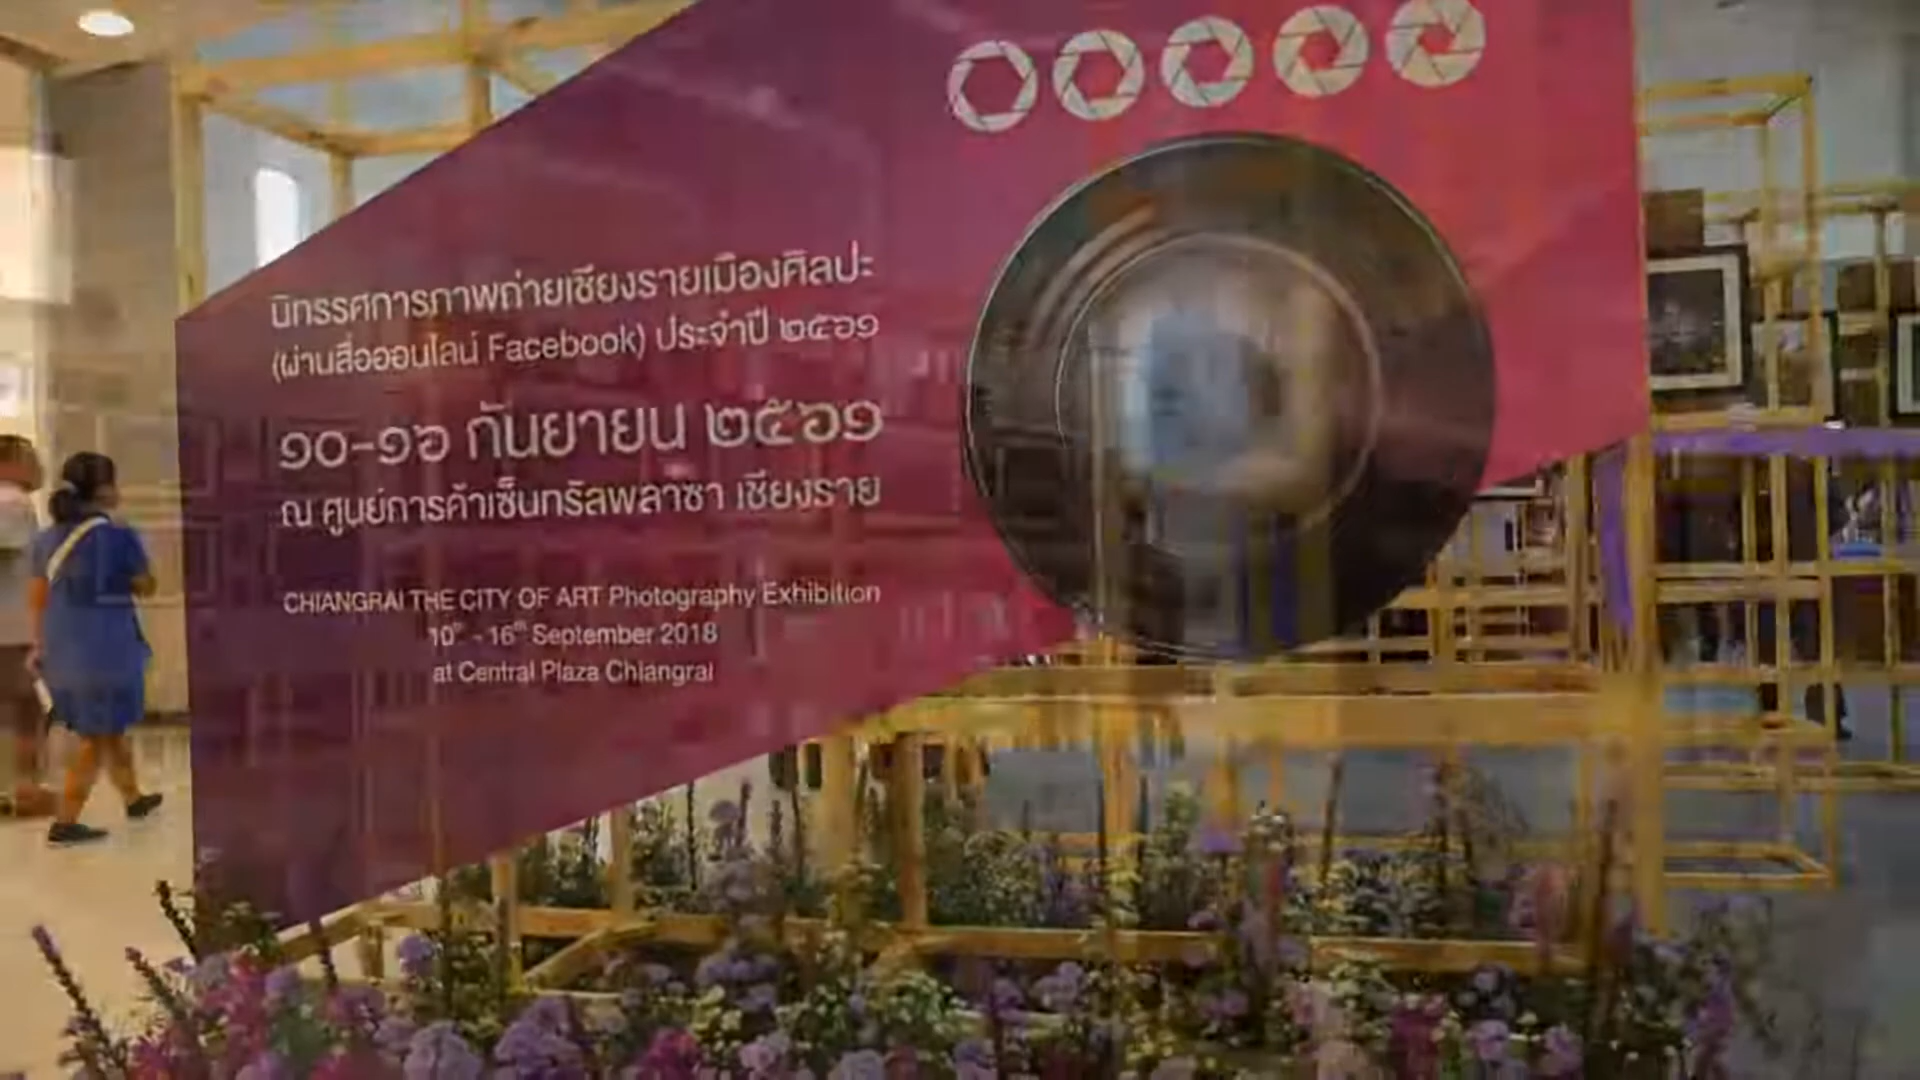 นิทรรศการภาพถ่ายเชียงรายเมืองศิลปะ
(ผ่านสื่อออนไลน์ Facebook) ประจำปี ๒๕๖๑
๑๐-๑๖ กันยายน ๒๕๖๑
ณ ศูนย์การค้าเซ็นทรัลพลาซา เชียงราย
CHIANGRAI THE CITY OF ART Photography Exhibition
10th - 16th September 2018
at Central Plaza Chiangrai